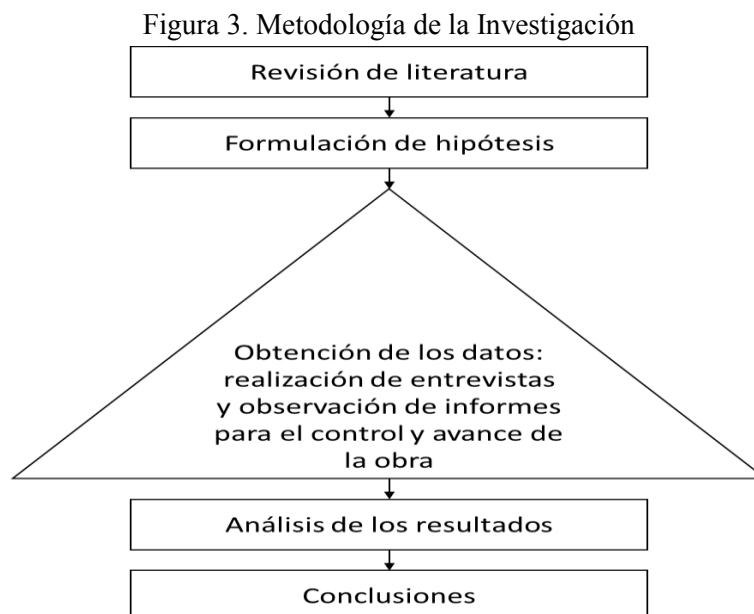 Figura 3. Metodología de la Investigación
Revisión de literatura
Formulación de hipótesis
Obtención de los datos:
realización de entrevistas
y observación de informes
para el control y avance de
la obra
Análisis de los resultados
Conclusiones